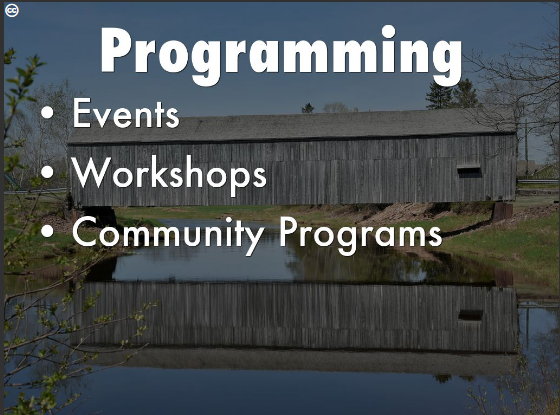 Programming
• Events
• Workshops
• Community Programs